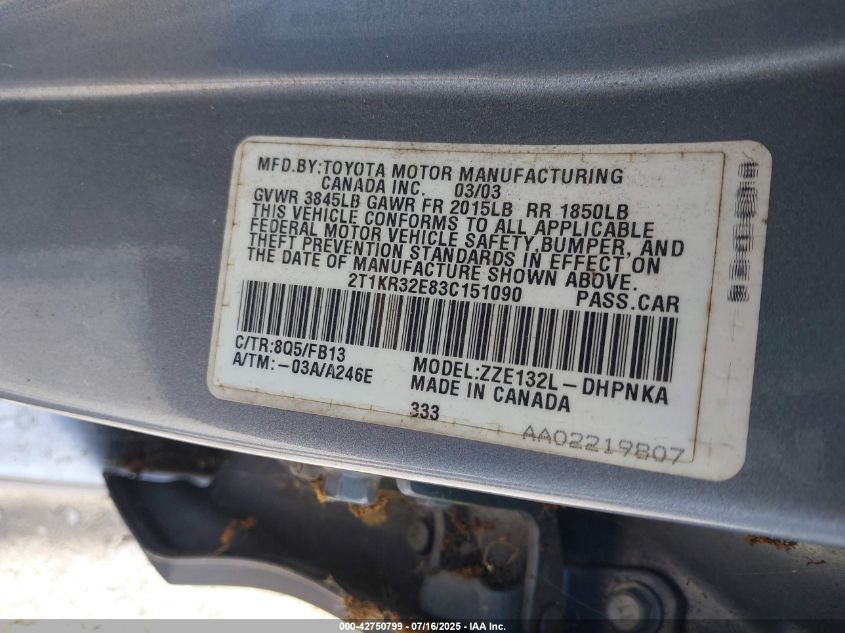 MFD.BY:TOYOTA MOTOR MANUFACTURING
CANADA INC. 03/03
GVWR 3845LB GAWR FR 2015LB RR 1850LB
THIS VEHICLE CONFORMS TO ALL APPLICABLE
FEDERAL MOTOR VEHICLE SAFETY,BUMPER, AND
THEFT PREVENTION STANDARDS IN EFFECT ON
THE DATE OF MANUFACTURE SHOWN ABOVE.
2T1KR32E83C151090 PASS.CAR
C/TR:8Q5/FB13
A/TM:-03A/A246E
MODEL:ZZE132L-DHPNKA
MADE IN CANADA
333
AA02219807
000-42750799 - 07/16/2025 - IAA Inc.